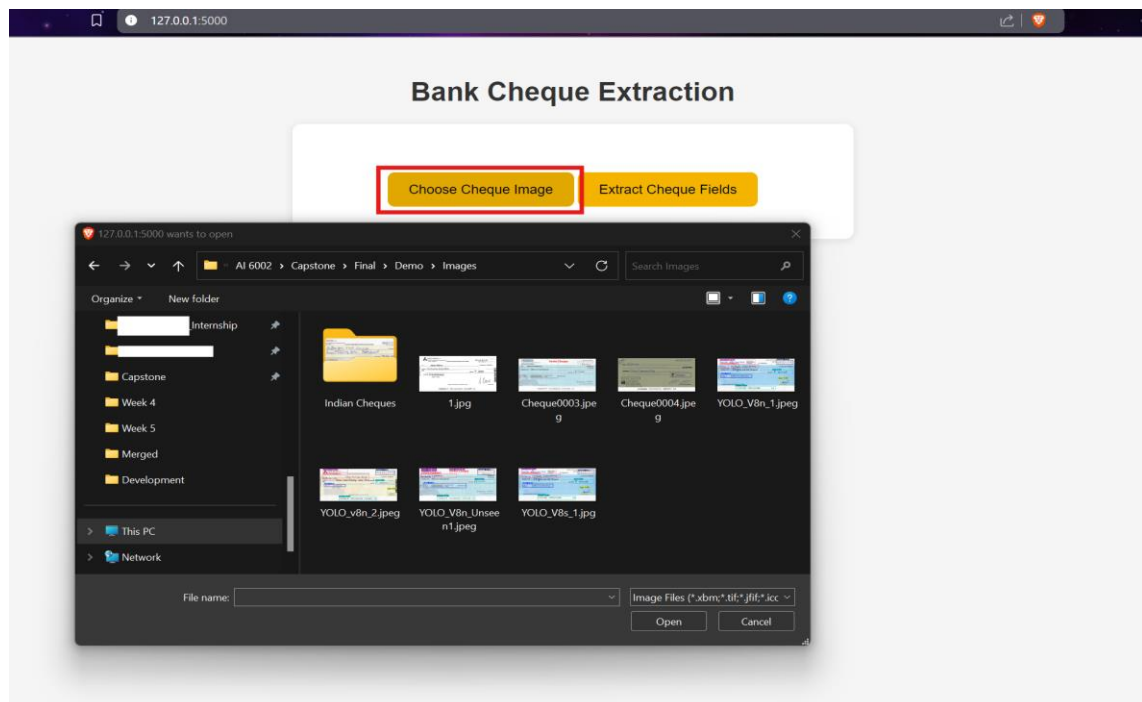 127.0.0.1:5000
Bank Cheque Extraction
Choose Cheque Image
Extract Cheque Fields
127.0.0.1:5000 wants to open
AI 6002 > Capstone > Final > Demo > Images
Search Images
Organize
New folder
_Internship
Capstone
Week 4
Week 5
Merged
Development
This PC
Network
Indian Cheques
1.jpg
Cheque0003.jpe
g
Cheque0004.jpe
g
YOLO_V8n_1.jpeg
YOLO_v8n_2.jpeg
YOLO_V8n_Unsee
n1.jpeg
YOLO_V8s_1.jpg
File name:
Image Files (*.xbm;*.tif;*.jfif;*.icc
Open
Cancel